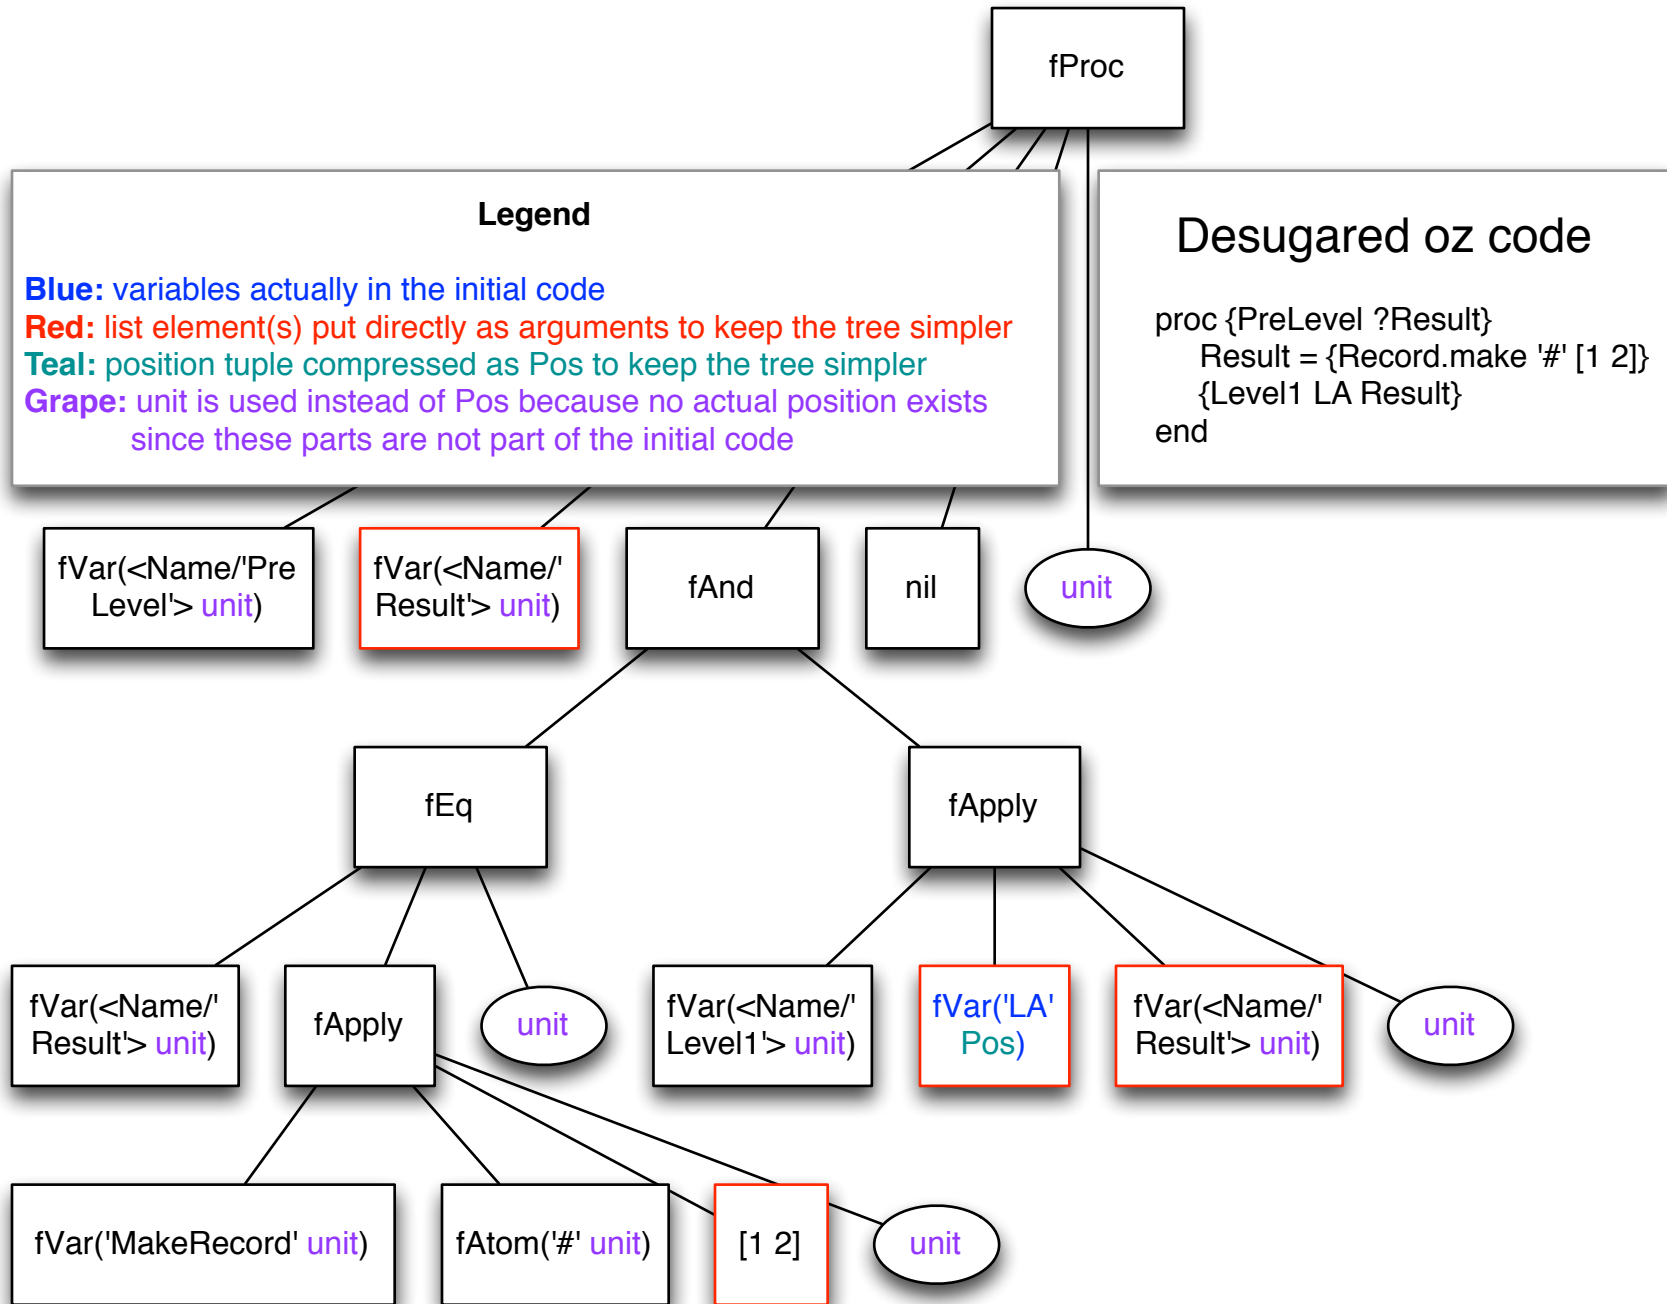 fProc
Legend
Blue: variables actually in the initial code
Red: list element(s) put directly as arguments to keep the tree simpler
Teal: position tuple compressed as Pos to keep the tree simpler
Grape: unit is used instead of Pos because no actual position exists
since these parts are not part of the initial code
Desugared oz code
proc {PreLevel ?Result}
Result = {Record.make '#' [1 2]}
{Level1 LA Result}
end
fVar(<Name/'Pre
Level'> unit)
fVar(<Name/'
Result'> unit)
fAnd
nil
unit
fEq
fApply
fVar(<Name/'
Result'> unit)
fApply
unit
fVar(<Name/'
Level1'> unit)
fVar('LA'
Pos)
fVar(<Name/'
Result'> unit)
unit
fVar('MakeRecord' unit)
fAtom('#' unit)
[1 2]
unit